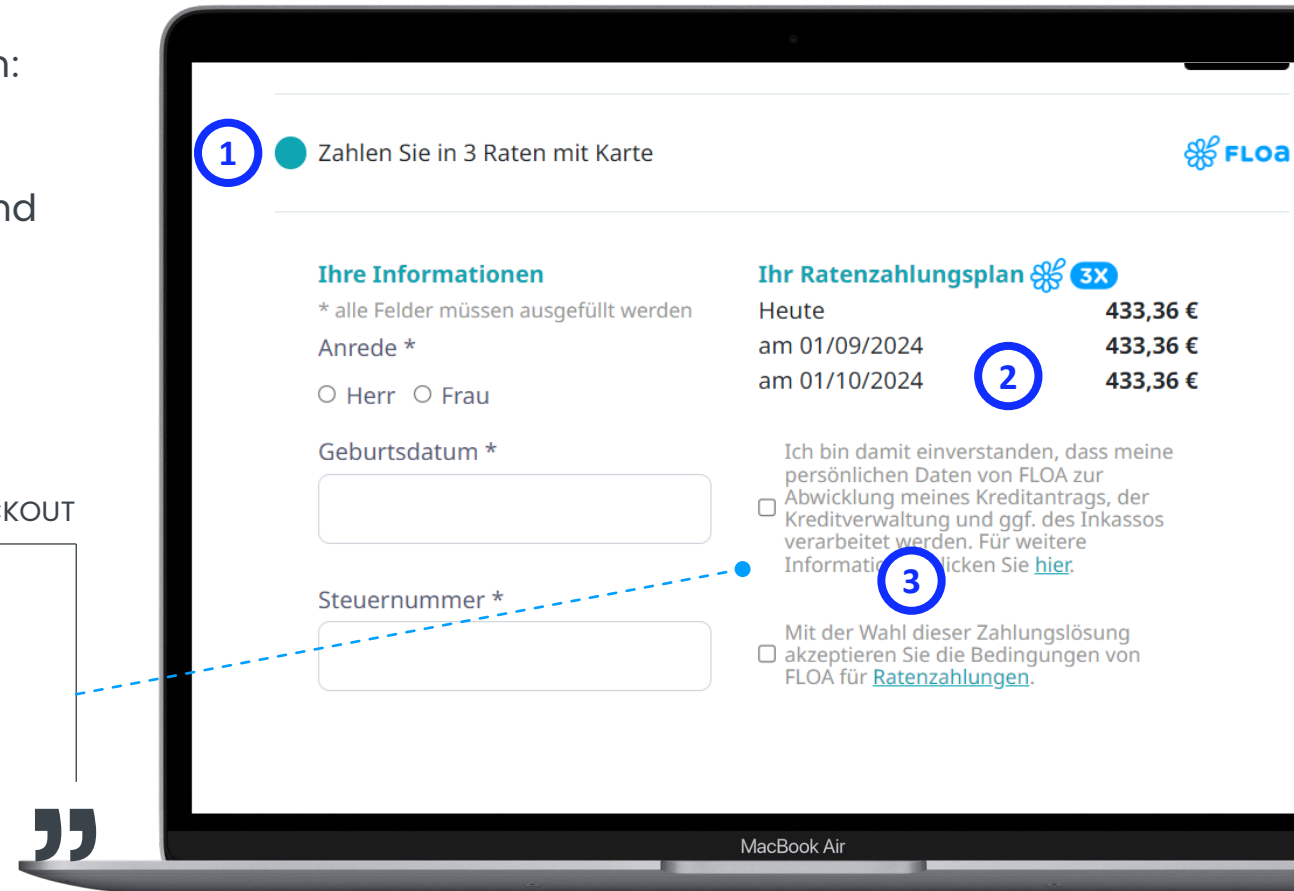 n:
nd
CKOUT
”
1
Zahlen Sie in 3 Raten mit Karte
FLOa
Ihre Informationen
* alle Felder müssen ausgefüllt werden
Anrede *
Herr Frau
Geburtsdatum *
Steuernummer *
Ihr Ratenzahlungsplan 3X
Heute 433,36 €
am 01/09/2024 433,36 €
am 01/10/2024 433,36 €
2
Ich bin damit einverstanden, dass meine
persönlichen Daten von FLOA zur
Abwicklung meines Kreditantrags, der
Kreditverwaltung und ggf. des Inkassos
verarbeitet werden. Für weitere
Sie hier.
3
Mit der Wahl dieser Zahlungslösung
akzeptieren Sie die Bedingungen von
FLOA für Ratenzahlungen.
MacBook Air